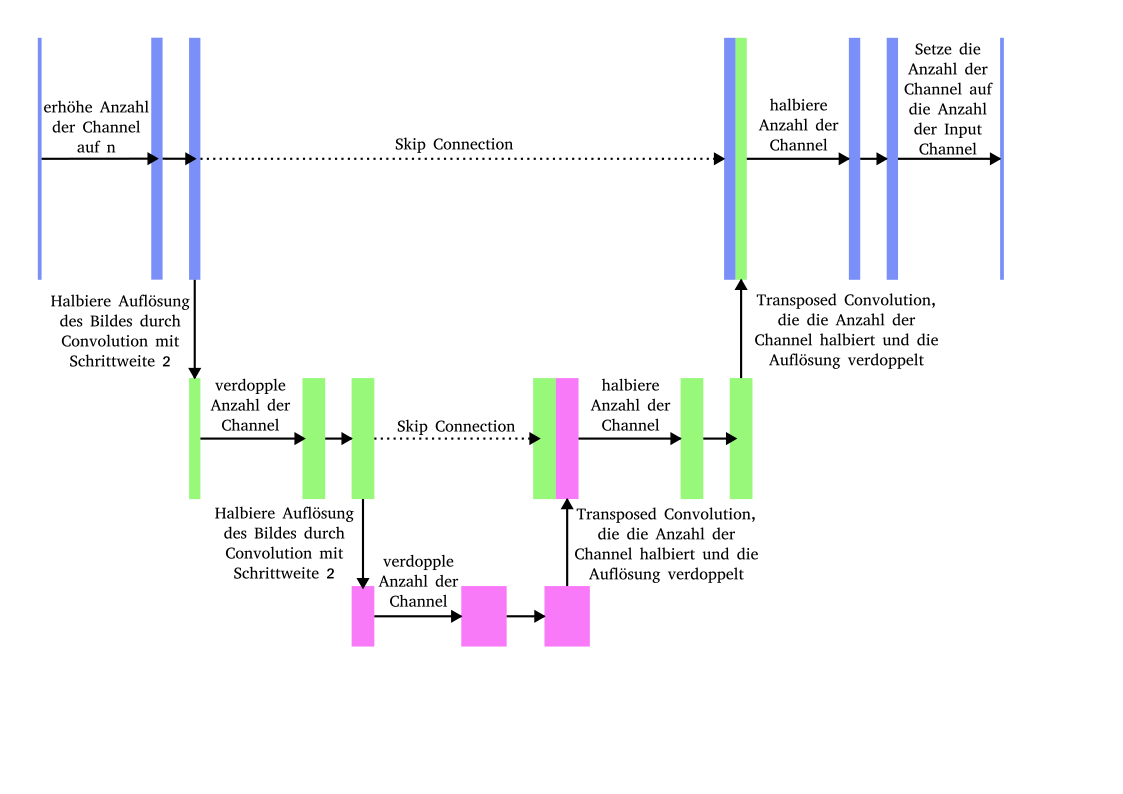 erhöhe Anzahl
der Channel
auf n
Skip Connection
halbiere
Anzahl der
Channel
Setze die
Anzahl der
Channel auf
die Anzahl
der Input
Channel
Halbiere Auflösung
des Bildes durch
Convolution mit
Schrittweite 2
Transposed Convolution,
die die Anzahl der
Channel halbiert und die
Auflösung verdoppelt
verdopple
Anzahl der
Channel
Skip Connection
halbiere
Anzahl der
Channel
Halbiere Auflösung
des Bildes durch
Convolution mit
Schrittweite 2
Transposed Convolution,
die die Anzahl der
Channel halbiert und die
Auflösung verdoppelt
verdopple
Anzahl der
Channel